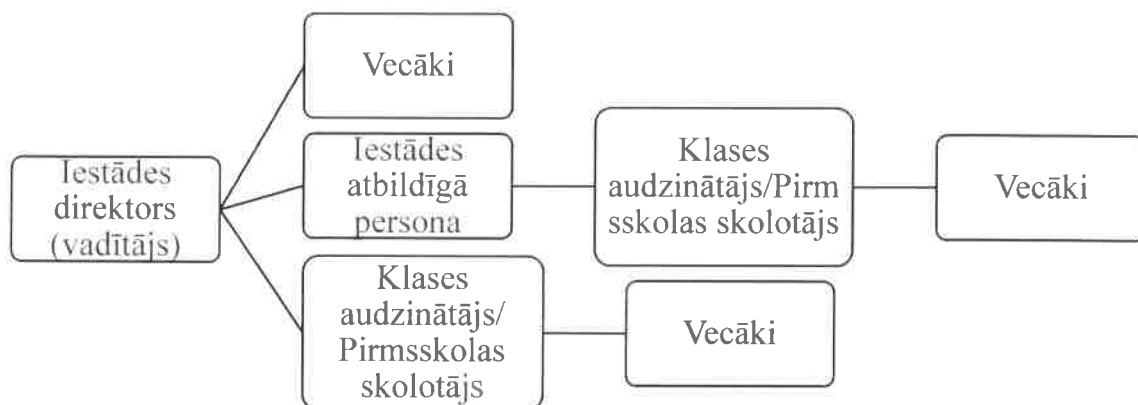 Vecāki
Iestādes
direktors
(vadītājs)
Iestādes
atbildīgā
persona
Klases
audzinātājs/Pirm
sskolas skolotājs
Vecāki
Klases
audzinātājs/
Pirmsskolas
skolotājs
Vecāki